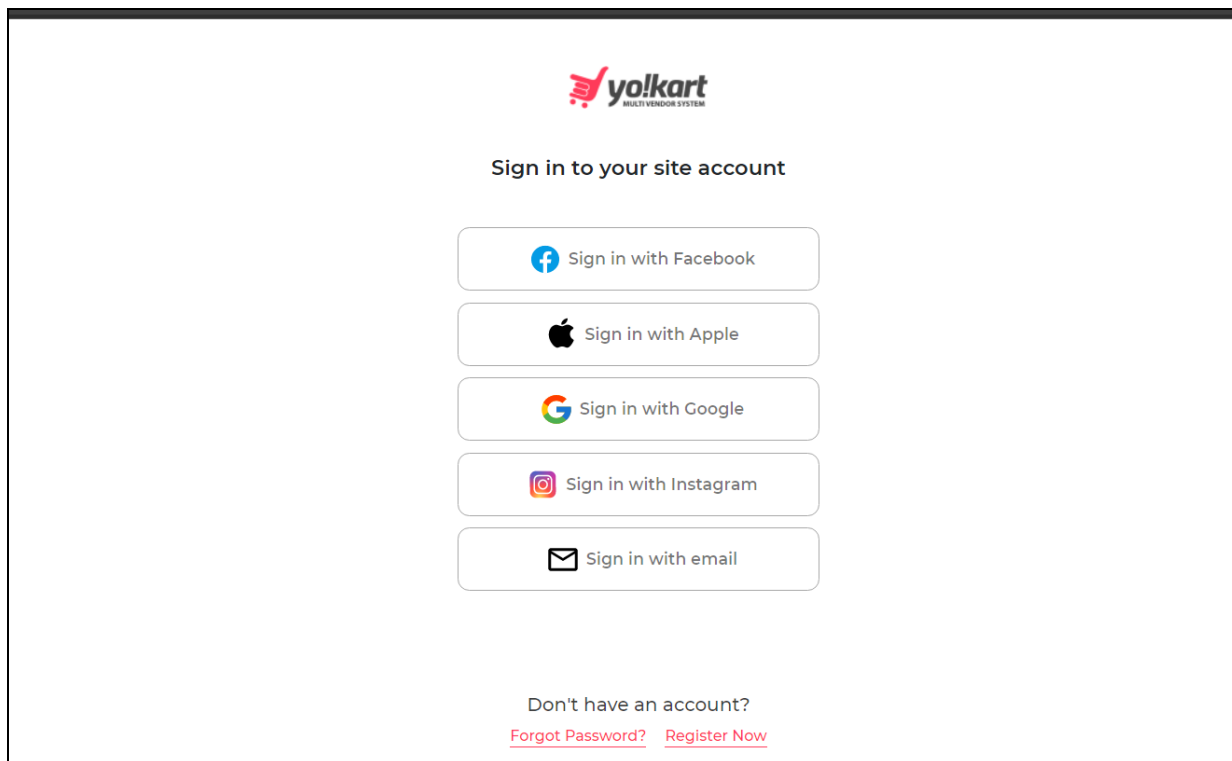 yo!kart
MULTI VENDOR SYSTEM
Sign in to your site account
Sign in with Facebook
Sign in with Apple
Sign in with Google
Sign in with Instagram
Sign in with email
Don't have an account?
Forgot Password? Register Now